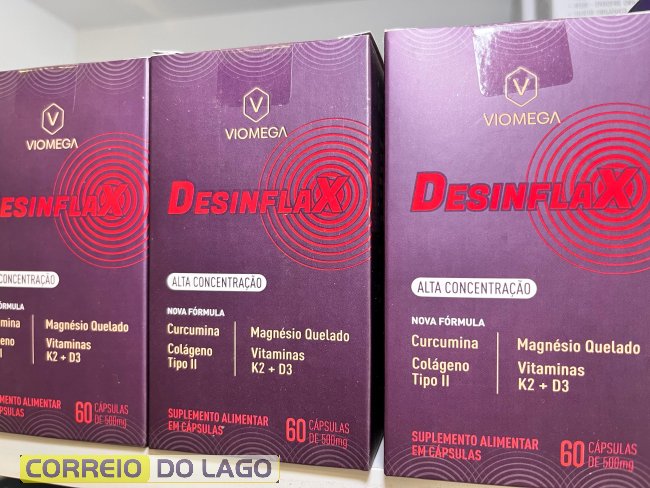 VIOMEGA
ESINFLAX
CONCENTRAÇÃO
FÓRMULA
Magnésio Quelado
Vitaminas
K2 + D3
SUPLEMENTO ALIMENTAR
EM CÁPSULAS
60 CÁPSULAS
DE 500mg
V
VIOMEGA
DESINFLAX
ALTA CONCENTRAÇÃO
NOVA FÓRMULA
Curcumina
Colágeno
Tipo II
Magnésio Quelado
Vitaminas
K2 + D3
SUPLEMENTO ALIMENTAR
EM CÁPSULAS
60 CÁPSULAS
DE 500mg
V
VIOMEGA
DESINFLAX
ALTA CONCENTRAÇÃO
NOVA FÓRMULA
Curcumina
Colágeno
Tipo II
Magnésio Quelado
Vitaminas
K2 + D3
SUPLEMENTO ALIMENTAR
EM CÁPSULAS
60 CÁPSULAS
DE 500mg
CORREIO DO LAGO